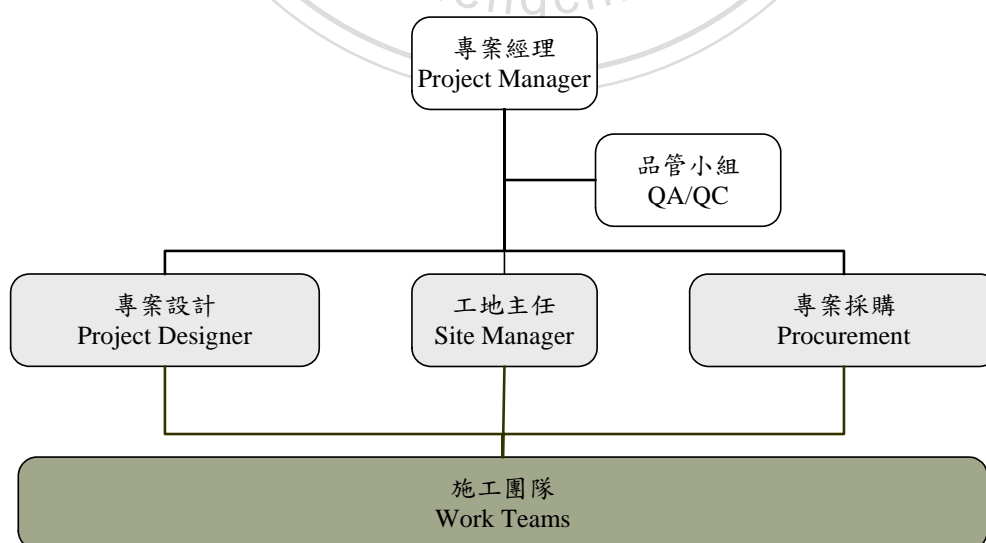 專案經理
Project Manager
品管小組
QA/QC
專案設計
Project Designer
工地主任
Site Manager
專案採購
Procurement
施工團隊
Work Teams